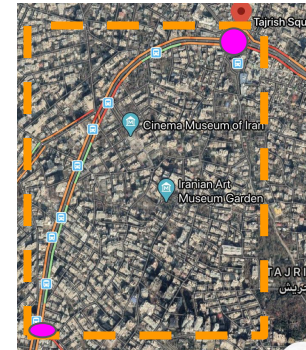 Tajrish Squ
Cinema Museum of Iran
Iranian Art
Museum Garden
TAJRI
تجریش